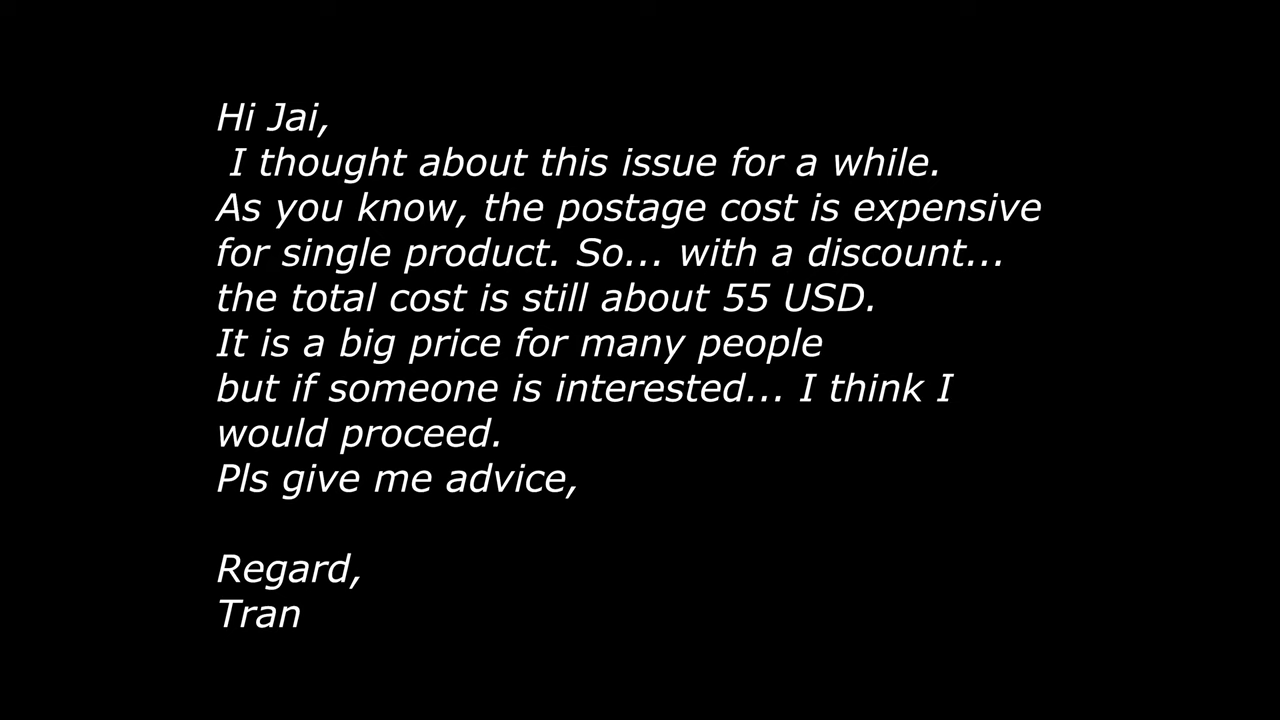 Hi Jai,
I thought about this issue for a while.
As you know, the postage cost is expensive
for single product. So... with a discount...
the total cost is still about 55 USD.
It is a big price for many people
but if someone is interested... I think I
would proceed.
Pls give me advice,
Regard,
Tran